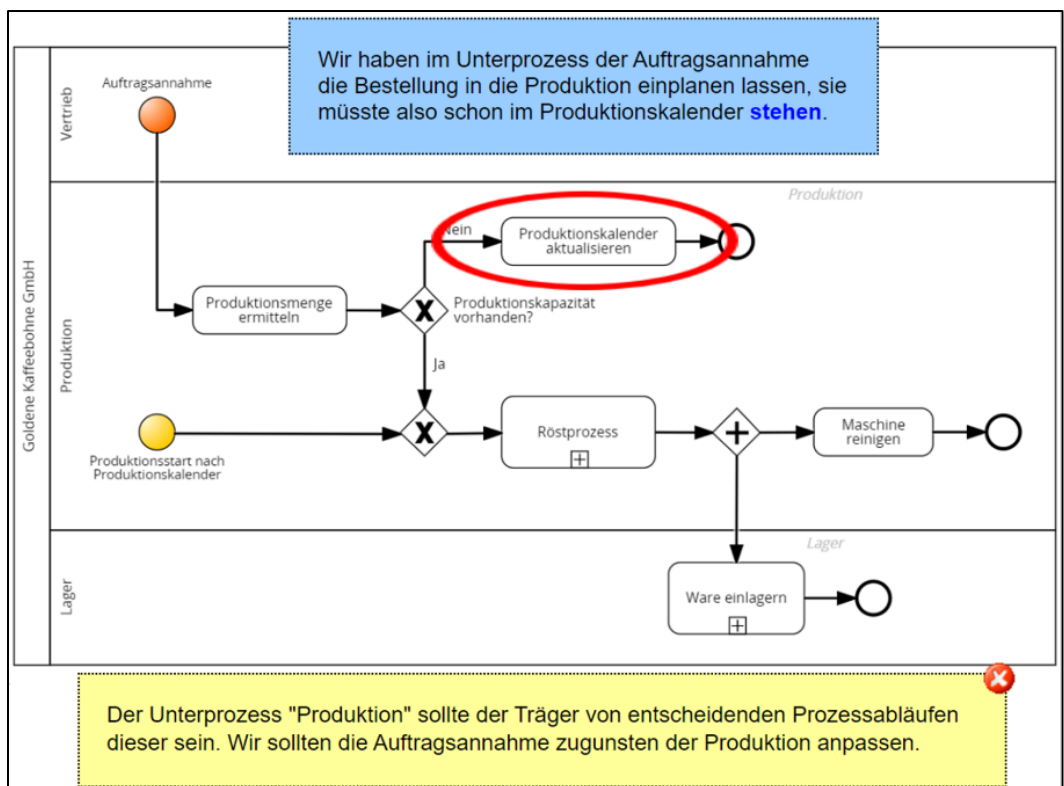 Wir haben im Unterprozess der Auftragsannahme
die Bestellung in die Produktion einplanen lassen, sie
müsste also schon im Produktionskalender stehen.
Goldene Kaffeebohne GmbH
Vertrieb
Auftragsannahme
Produktion
Produktion
Nein
Produktionskalender
aktualisieren
Produktionsmenge
ermitteln
Produktionskapazität
vorhanden?
Ja
Produktionsstart nach
Produktionskalender
Röstprozess
Maschine
reinigen
Lager
Lager
Ware einlagern
Der Unterprozess "Produktion" sollte der Träger von entscheidenden Prozessabläufen
dieser sein. Wir sollten die Auftragsannahme zugunsten der Produktion anpassen.